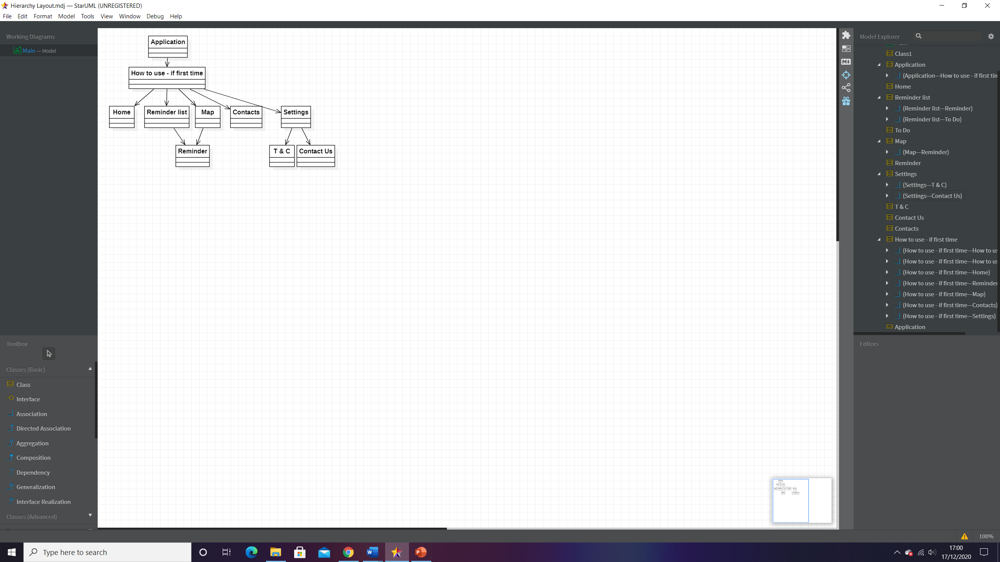 Hierarchy Layout.mdj — StarUML (UNREGISTERED)
File Edit Format Model Tools View Window Debug Help
Working Diagrams
Main — Model
Application
How to use - if first time
Home Reminder list Map Contacts Settings
Reminder T & C Contact Us
Toolbox
Classes (Basic)
Class
Interface
Association
Directed Association
Aggregation
Composition
Dependency
Generalization
Interface Realization
Classes (Advanced)
Model Explorer
Class1
Application
(Application—How to use - if first tin
Home
Reminder list
(Reminder list—Reminder)
(Reminder list—To Do)
To Do
Map
(Map—Reminder)
Reminder
Settings
(Settings—T & C)
(Settings—Contact Us)
T & C
Contact Us
Contacts
How to use - if first time
(How to use - if first time—How to us
(How to use - if first time—How to us
(How to use - if first time—Home)
(How to use - if first time—Reminder
(How to use - if first time—Map)
(How to use - if first time—Contacts)
(How to use - if first time—Settings)
Application
Editors
100%
Type here to search
17:00
17/12/2020